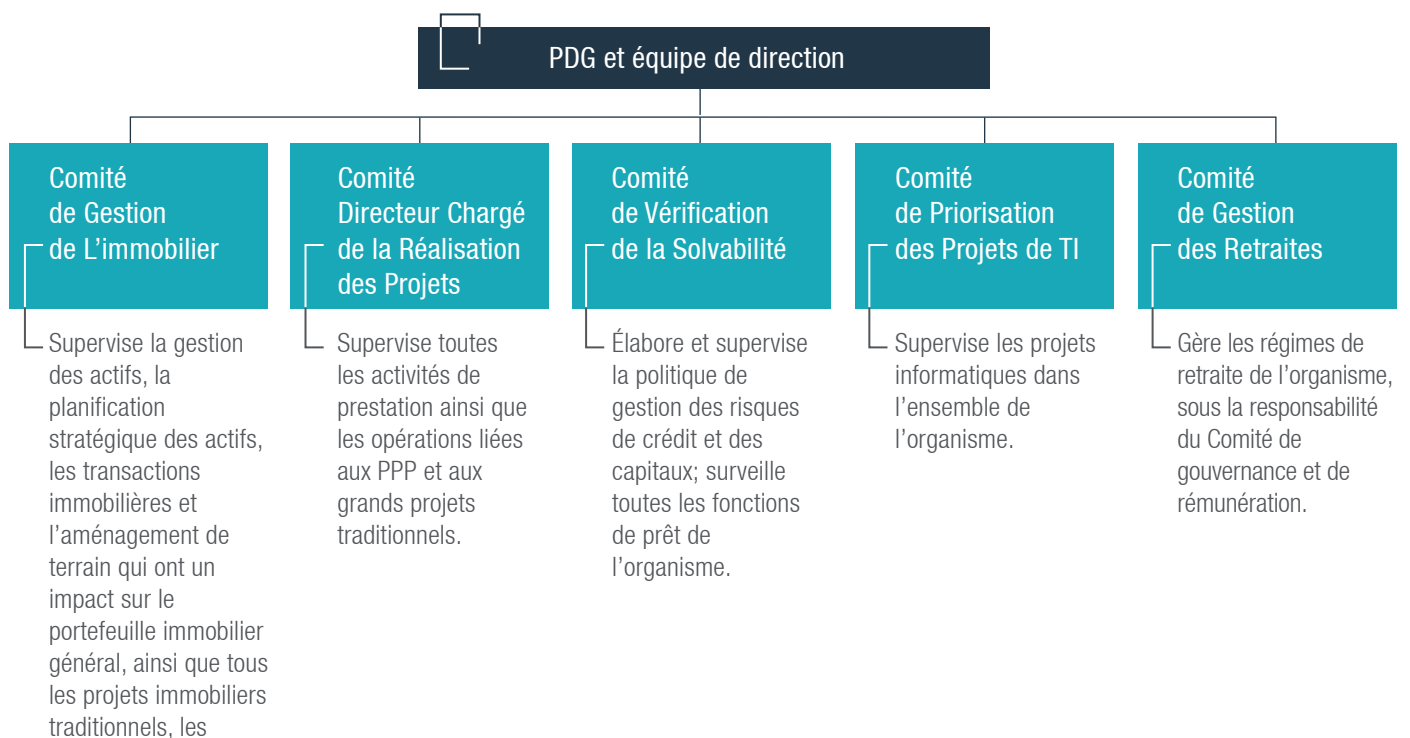 PDG et équipe de direction
Comité
de Gestion
de L’immobilier
Supervise la gestion
des actifs, la
planification
stratégique des actifs,
les transactions
immobilières et
l’aménagement de
terrain qui ont un
impact sur le
portefeuille immobilier
général, ainsi que tous
les projets immobiliers
traditionnels, les
Comité
Directeur Chargé
de la Réalisation
des Projets
Supervise toutes
les activités de
prestation ainsi que
les opérations liées
aux PPP et aux
grands projets
traditionnels.
Comité
de Vérification
de la Solvabilité
Élabore et supervise
la politique de
gestion des risques
de crédit et des
capitaux; surveille
toutes les fonctions
de prêt de
l’organisme.
Comité
de Priorisation
des Projets de TI
Supervise les projets
informatiques dans
l’ensemble de
l’organisme.
Comité
de Gestion
des Retraites
Gère les régimes de
retraite de l’organisme,
sous la responsabilité
du Comité de
gouvernance et de
rémunération.